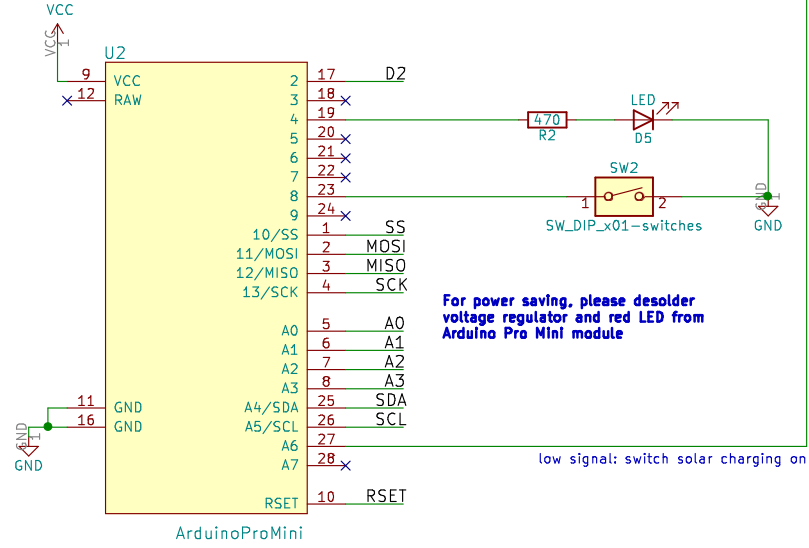 VCC
VCC 1
U2
9 VCC
12 RAW
2 17 D2
3 18
4 19
470
R2
LED
D5
5 20
6 21
7 22
8 23
SW2
1 2
SW_DIP_x01-switches
GND 1
GND
9 24
10/SS 1 SS
11/MOSI 2 MOSI
12/MISO 3 MISO
13/SCK 4 SCK
For power saving, please desolder
voltage regulator and red LED from
Arduino Pro Mini module
A0 5 A0
A1 6 A1
A2 7 A2
A3 8 A3
11 GND
A4/SDA 25 SDA
16 GND
A5/SCL 26 SCL
GND 1
GND
A6 27
low signal: switch solar charging on
A7 28
RSET 10 RSET
ArduinoProMini